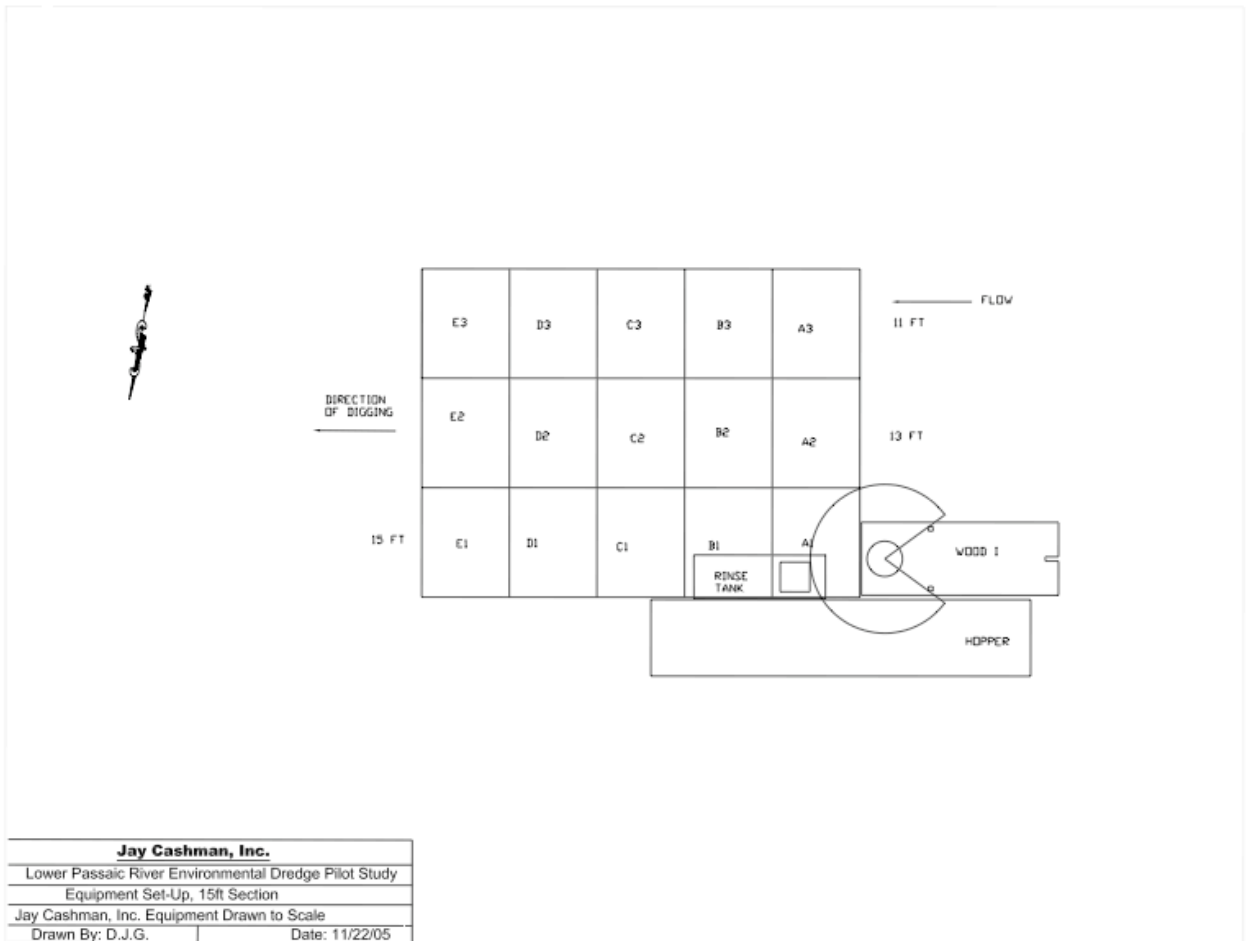 FLOW
E3
D3
C3
B3
A3
11 FT
DIRECTION
OF DIGGING
E2
D2
C2
B2
A2
13 FT
15 FT
E1
D1
C1
B1
A1
WOOD I
RINSE
TANK
HOPPER
Jay Cashman, Inc.
Lower Passaic River Environmental Dredge Pilot Study
Equipment Set-Up, 15ft Section
Jay Cashman, Inc. Equipment Drawn to Scale
Drawn By: D.J.G.
Date: 11/22/05